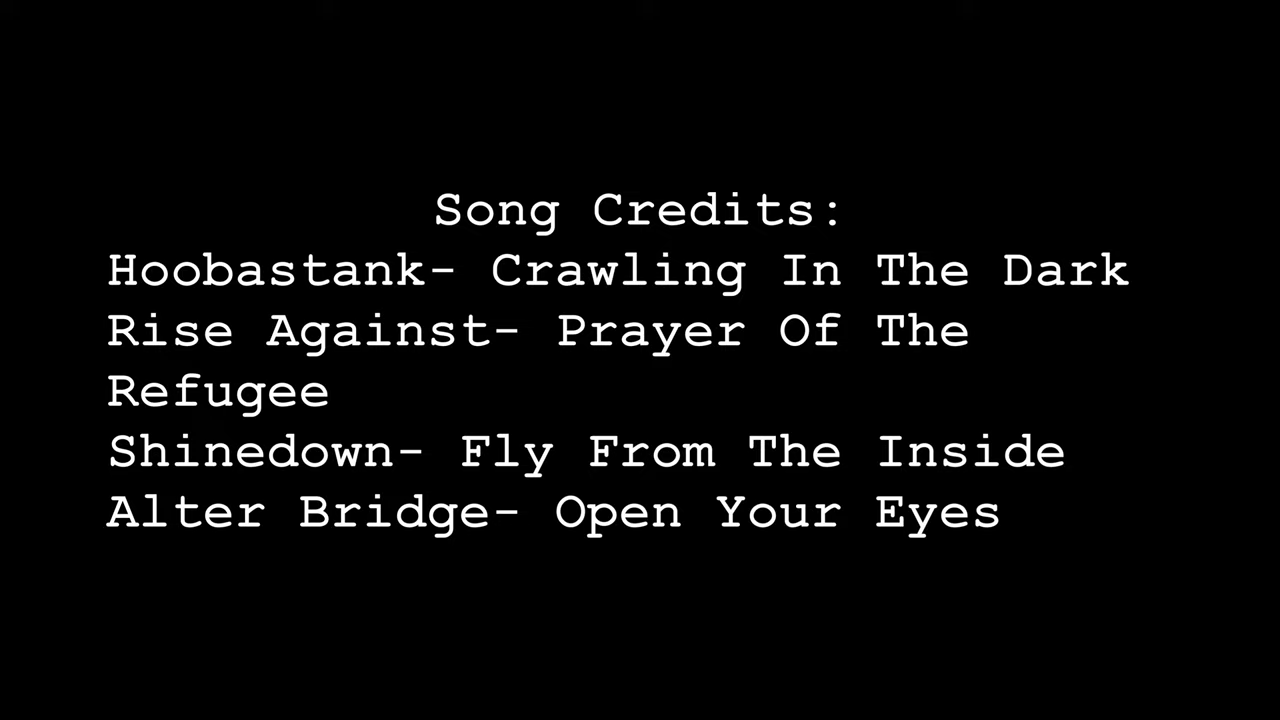 Song Credits:
Hoobastank- Crawling In The Dark
Rise Against- Prayer Of The
Refugee
Shinedown- Fly From The Inside
Alter Bridge- Open Your Eyes